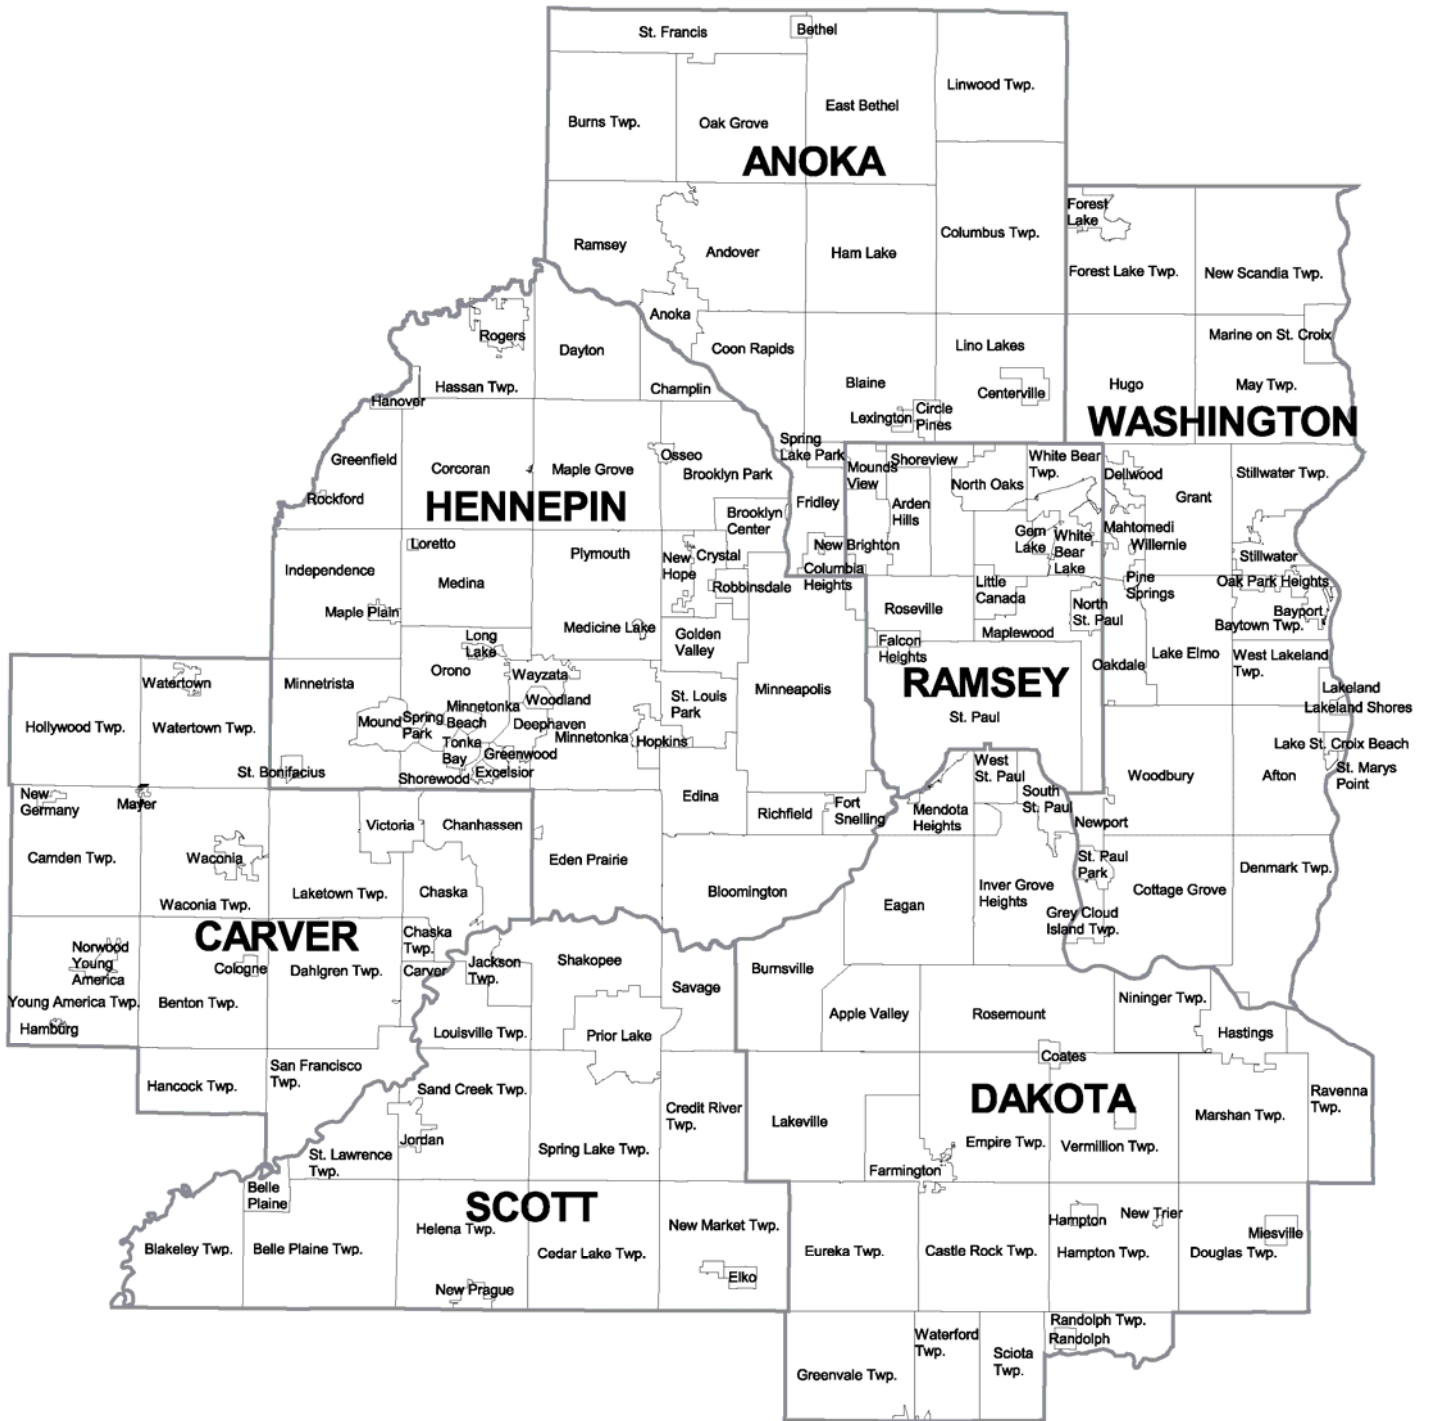 St. Francis
Bethel
Linwood Twp.
Burns Twp.
Oak Grove
East Bethel
ANOKA
Ramsey
Andover
Ham Lake
Columbus Twp.
Forest
Lake
Forest Lake Twp.
New Scandia Twp.
Anoka
Rogers
Dayton
Coon Rapids
Lino Lakes
Marine on St. Croix
Hassan Twp.
Champlin
Blaine
Centerville
Hugo
May Twp.
Hanover
Lexington
Circle
Pines
WASHINGTON
Greenfield
Corcoran
Maple Grove
Osseo
Brooklyn Park
Spring
Lake Park
Mounds
View
Shoreview
White Bear
Twp.
North Oaks
Dellwood
Stillwater Twp.
Grant
Rockford
HENNEPIN
Brooklyn
Center
Fridley
Arden
Hills
Gem
Lake
White
Bear
Lake
Mahtomedi
Willernie
Loretto
Plymouth
New
Hope
Crystal
New Brighton
Stillwater
Independence
Medina
Robbinsdale
Columbia
Heights
Little
Canada
Pine
Springs
Oak Park Heights
Maple Plain
Medicine Lake
Golden
Valley
Roseville
North
St. Paul
Bayport
Baytown Twp.
Long
Lake
Falcon
Heights
Maplewood
Oakdale
Lake Elmo
West Lakeland
Twp.
Watertown
Minnetrista
Orono
Wayzata
Minneapolis
RAMSEY
Lakeland
Hollywood Twp.
Watertown Twp.
Mound
Spring
Park
Minnetonka
Beach
Woodland
Deephaven
St. Louis
Park
St. Paul
Lakeland Shores
Tonka
Bay
Greenwood
Minnetonka
Hopkins
Lake St. Croix Beach
St. Bonifacius
Shorewood
Excelsior
West
St. Paul
Woodbury
Afton
St. Marys
Point
New
Germany
Mayer
Edina
Richfield
Fort
Snelling
Mendota
Heights
South
St. Paul
Newport
Victoria
Chanhassen
Camden Twp.
Waconia
Eden Prairie
St. Paul
Park
Denmark Twp.
Waconia Twp.
Laketown Twp.
Chaska
Bloomington
Eagan
Inver Grove
Heights
Cottage Grove
Grey Cloud
Island Twp.
CARVER
Chaska
Twp.
Norwood
Young
America
Cologne
Dahlgren Twp.
Carver
Jackson
Twp.
Shakopee
Burnsville
Savage
Young America Twp.
Benton Twp.
Nininger Twp.
Hamburg
Louisville Twp.
Prior Lake
Apple Valley
Rosemount
Hastings
Hancock Twp.
San Francisco
Twp.
Sand Creek Twp.
Coates
DAKOTA
Ravenna
Twp.
Credit River
Twp.
Lakeville
Marshan Twp.
Jordan
St. Lawrence
Twp.
Spring Lake Twp.
Empire Twp.
Vermillion Twp.
Farmington
Belle
Plaine
SCOTT
Helena Twp.
New Market Twp.
Hampton
New Trier
Miesville
Blakeley Twp.
Belle Plaine Twp.
Cedar Lake Twp.
Eureka Twp.
Castle Rock Twp.
Hampton Twp.
Douglas Twp.
New Prague
Elko
Randolph Twp.
Randolph
Waterford
Twp.
Sciota
Twp.
Greenvale Twp.